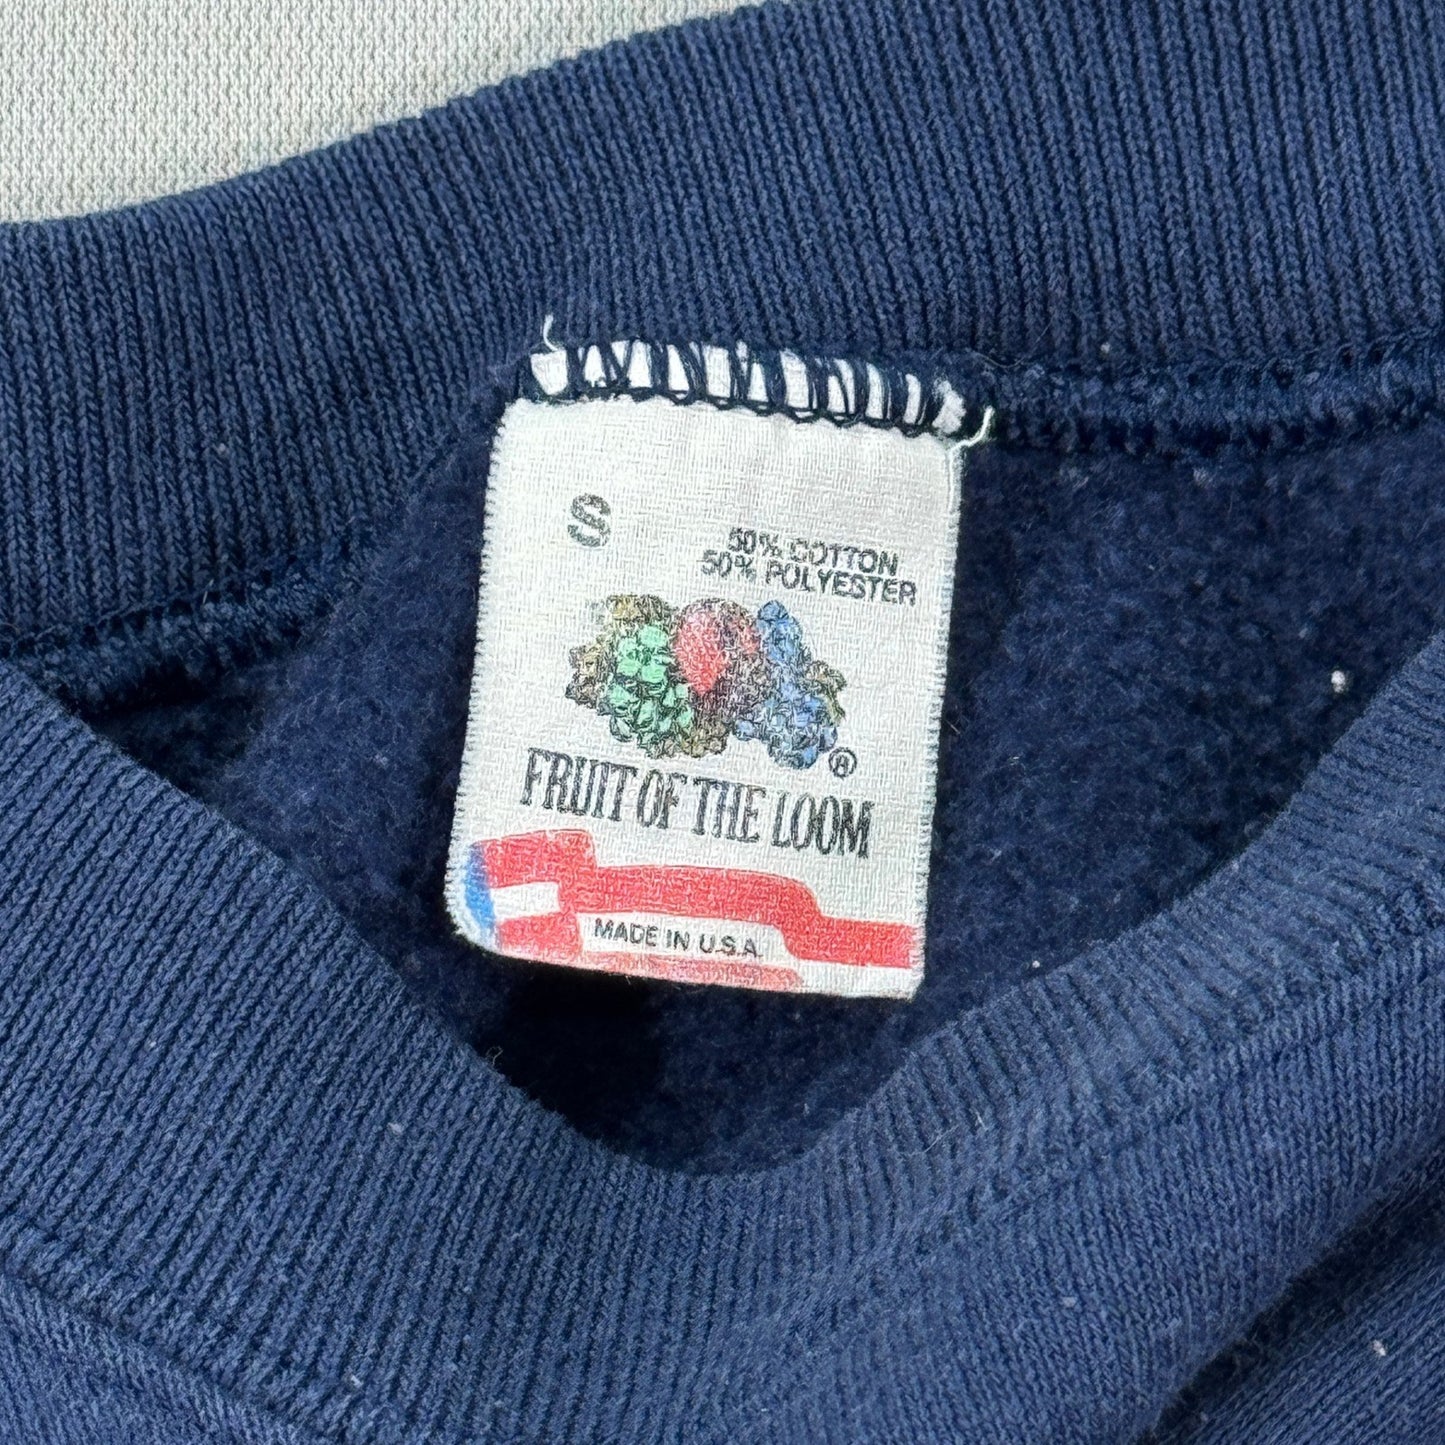 S
50% COTTON
50% POLYESTER
®
FRUIT OF THE LOOM
MADE IN U.S.A.